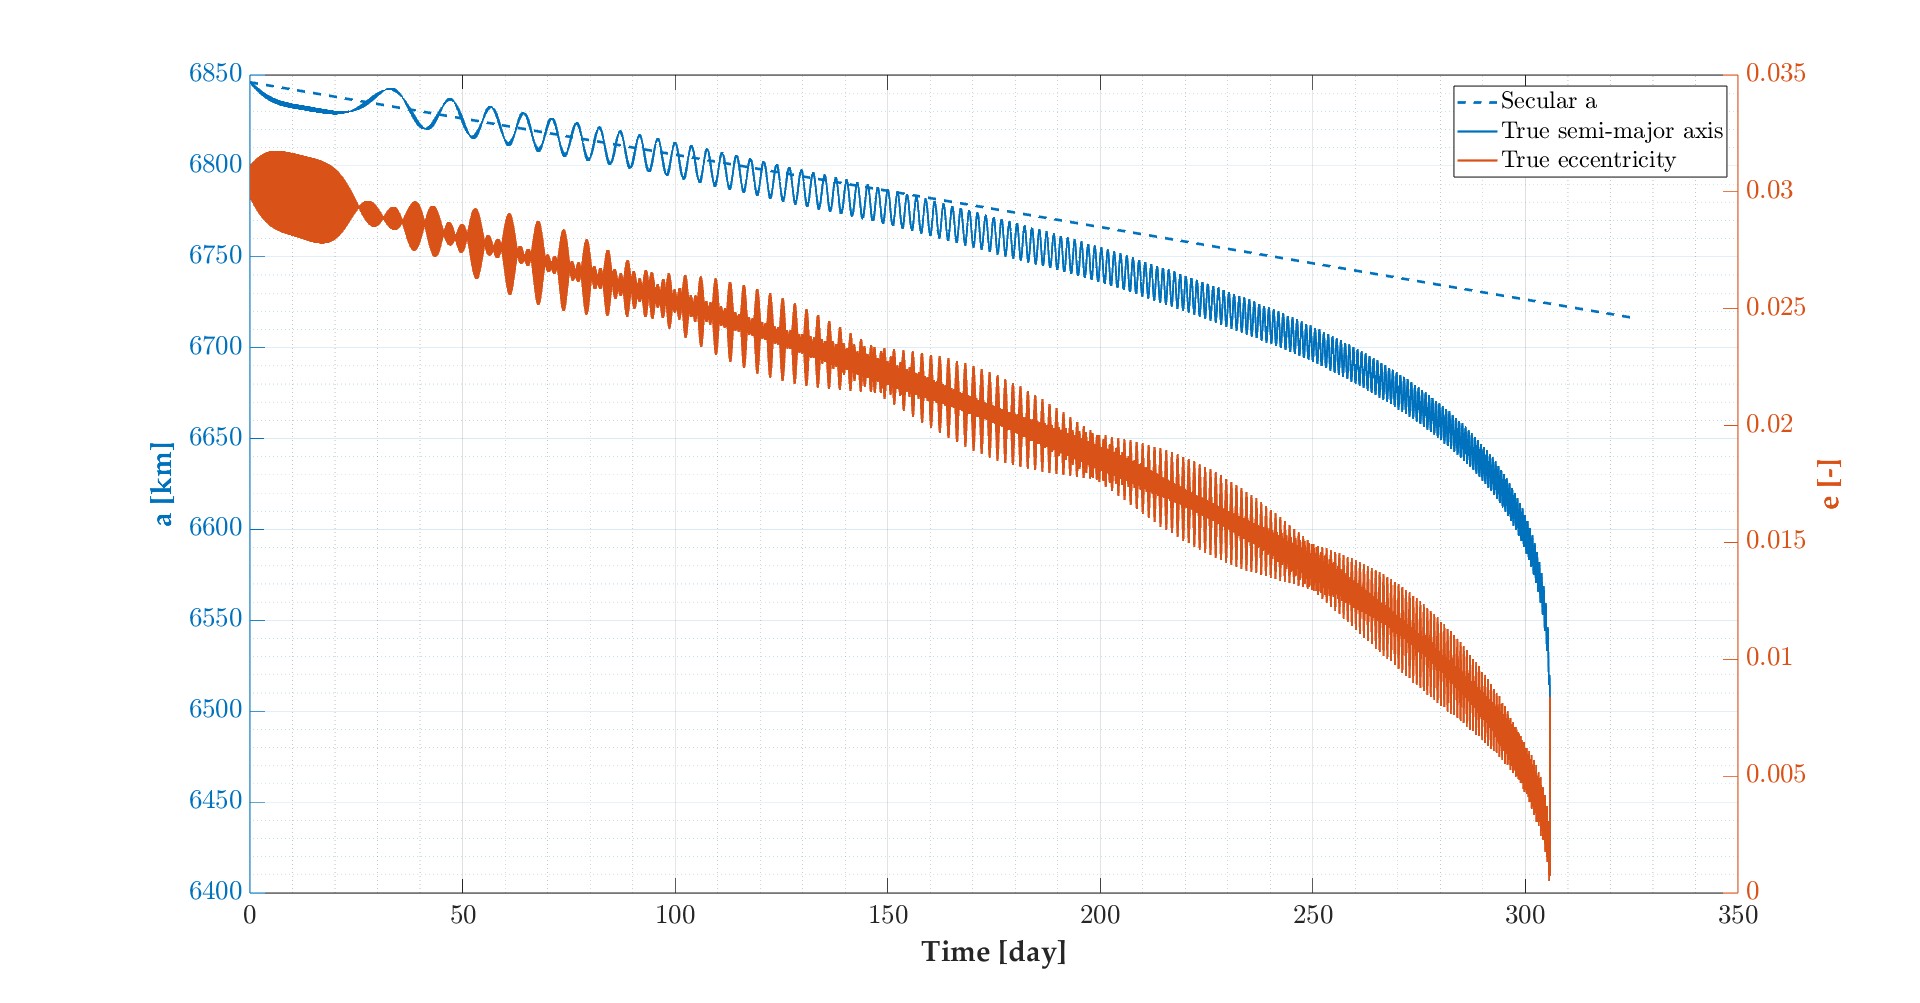 6850
6800
6750
6700
6650
6600
6550
6500
6450
6400
a [km]
0.035
0.03
0.025
0.02
0.015
0.01
0.005
0
e [-]
Secular a
True semi-major axis
True eccentricity
0 50 100 150 200 250 300 350
Time [day]